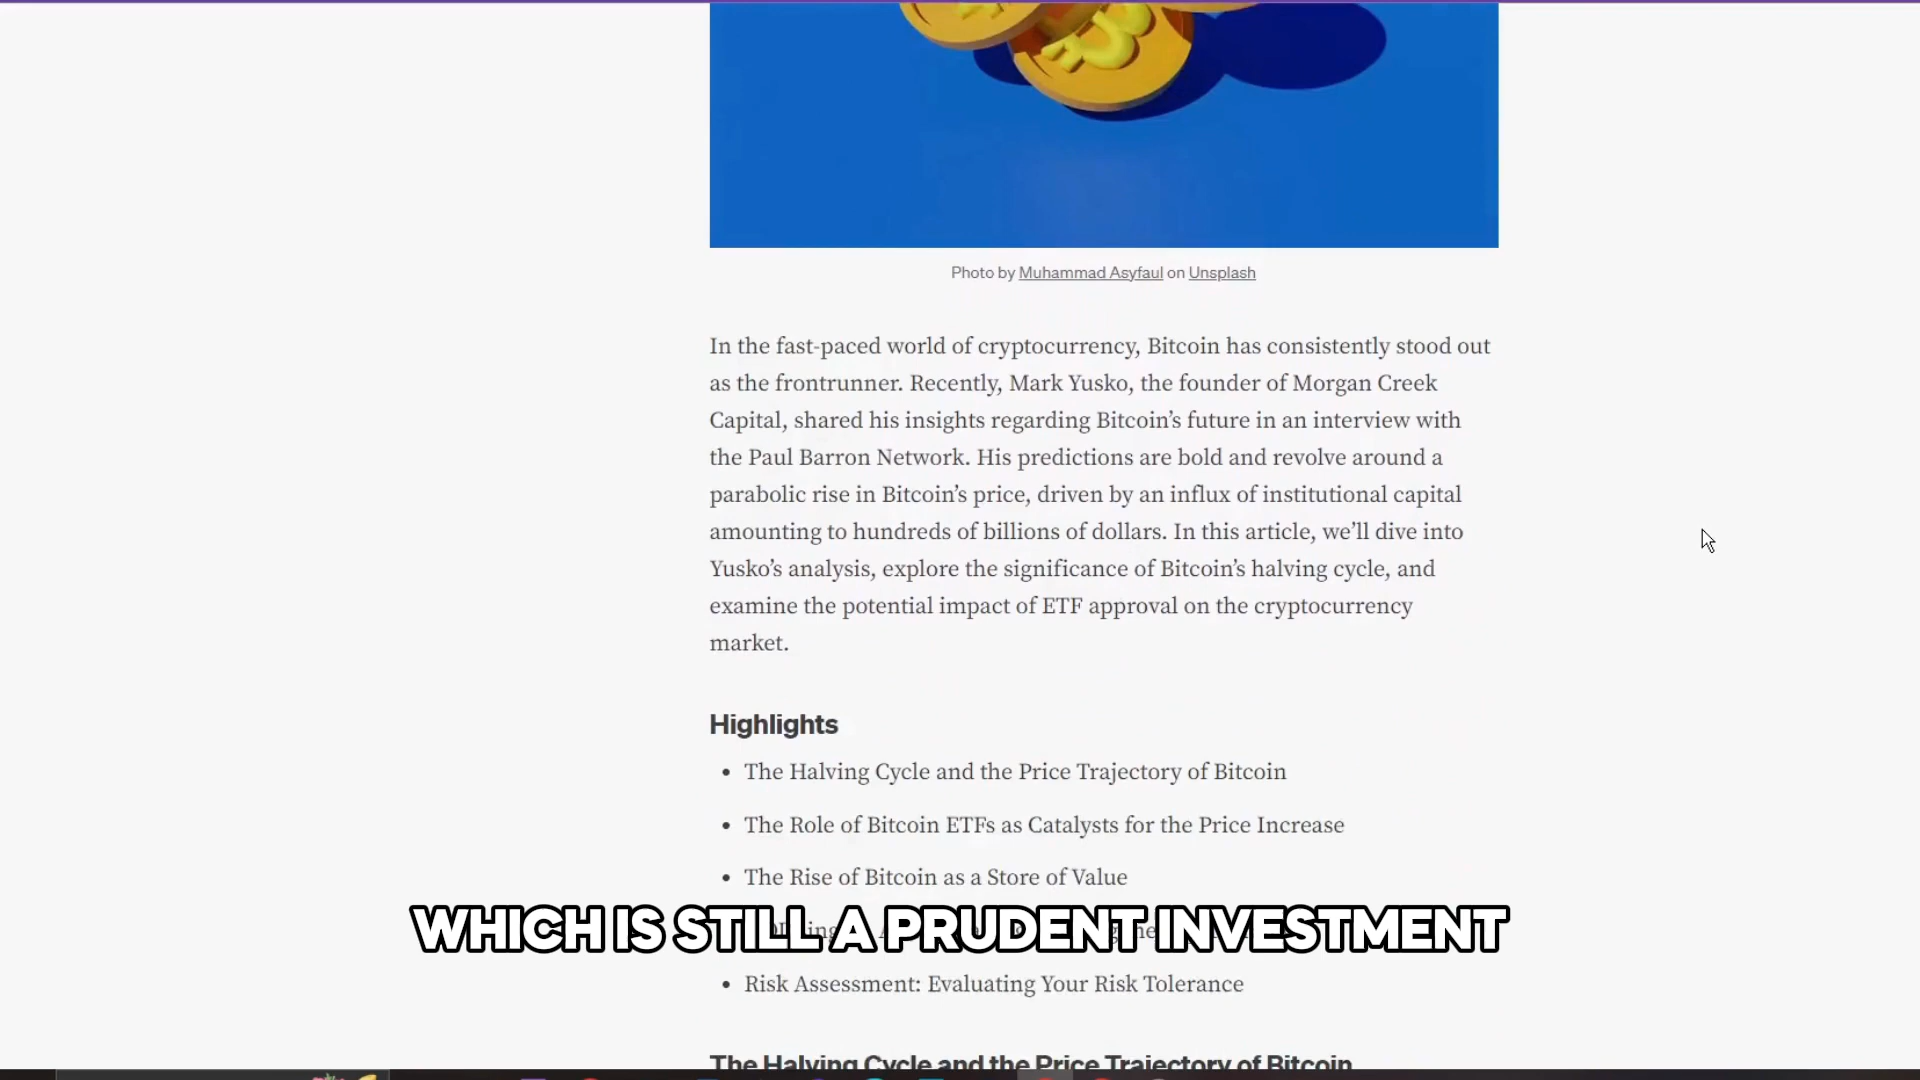 Photo by Muhammad Asyfaul on Unsplash
In the fast-paced world of cryptocurrency, Bitcoin has consistently stood out
as the frontrunner. Recently, Mark Yusko, the founder of Morgan Creek
Capital, shared his insights regarding Bitcoin’s future in an interview with
the Paul Barron Network. His predictions are bold and revolve around a
parabolic rise in Bitcoin’s price, driven by an influx of institutional capital
amounting to hundreds of billions of dollars. In this article, we’ll dive into
Yusko’s analysis, explore the significance of Bitcoin’s halving cycle, and
examine the potential impact of ETF approval on the cryptocurrency
market.
Highlights
• The Halving Cycle and the Price Trajectory of Bitcoin
• The Role of Bitcoin ETFs as Catalysts for the Price Increase
• The Rise of Bitcoin as a Store of Value
WHICH IS STILL A PRUDENT INVESTMENT
• Risk Assessment: Evaluating Your Risk Tolerance
The Halving Cycle and the Price Trajectory of Bitcoin